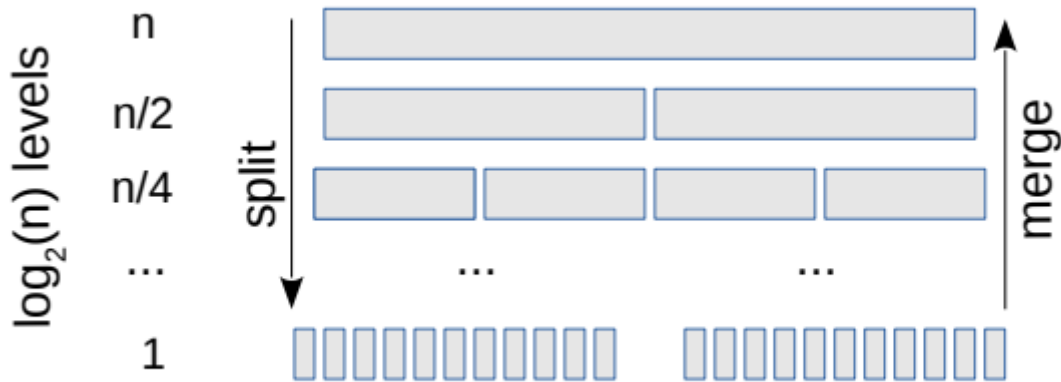 log2(n) levels
n
n/2
n/4
...
1
split
...
...
merge